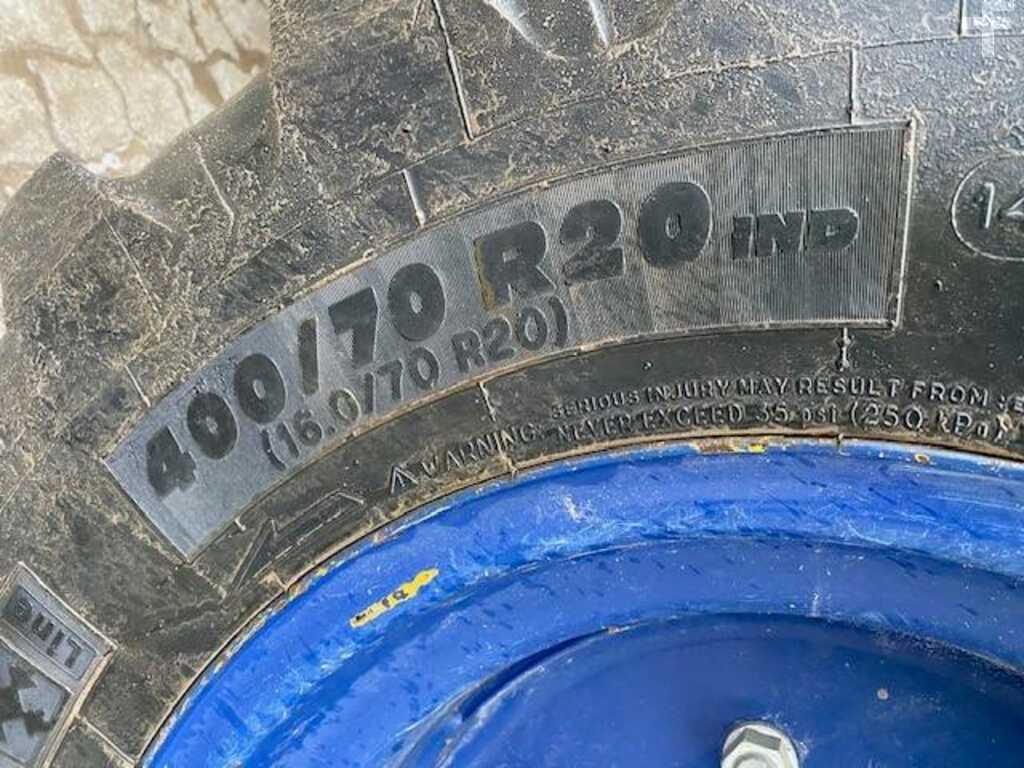 400/70 R20 IND
(16.0/70 R20)
14
WARNING:
SERIOUS INJURY MAY RESULT FROM
NEVER EXCEED 35 psi (250 kPa)